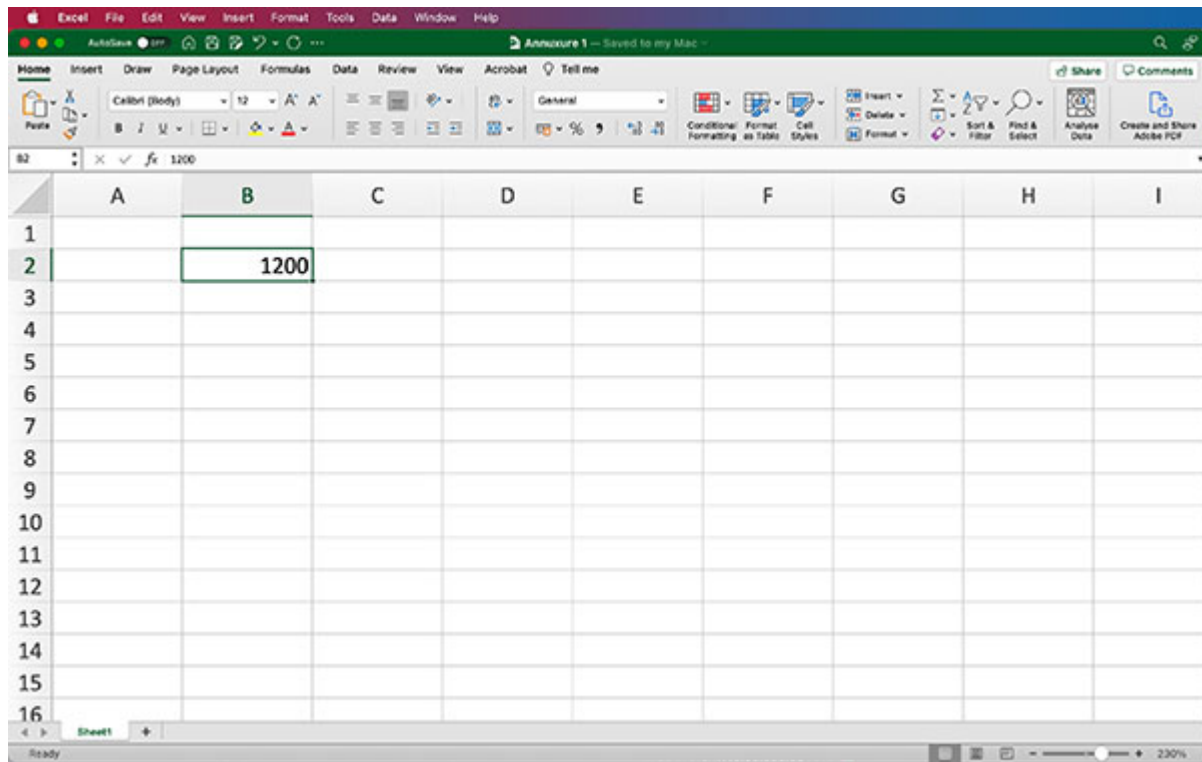 Excel File Edit View Insert Format Tools Data Window Help
AutoSave OFF ... Annuxure 1 — Saved to my Mac
Home Insert Draw Page Layout Formulas Data Review View Acrobat Tell me Share Comments
Paste Calibri (Body) 12 A^ A˅ General Conditional Formatting Format as Table Cell Styles Insert Delete Format Sort & Filter Find & Select Analyse Data Create and Share Adobe PDF
B I U A % 9
B2 fx 1200
A B C D E F G H I
1
2 1200
3
4
5
6
7
8
9
10
11
12
13
14
15
16
Sheet1 +
Ready - + 230%